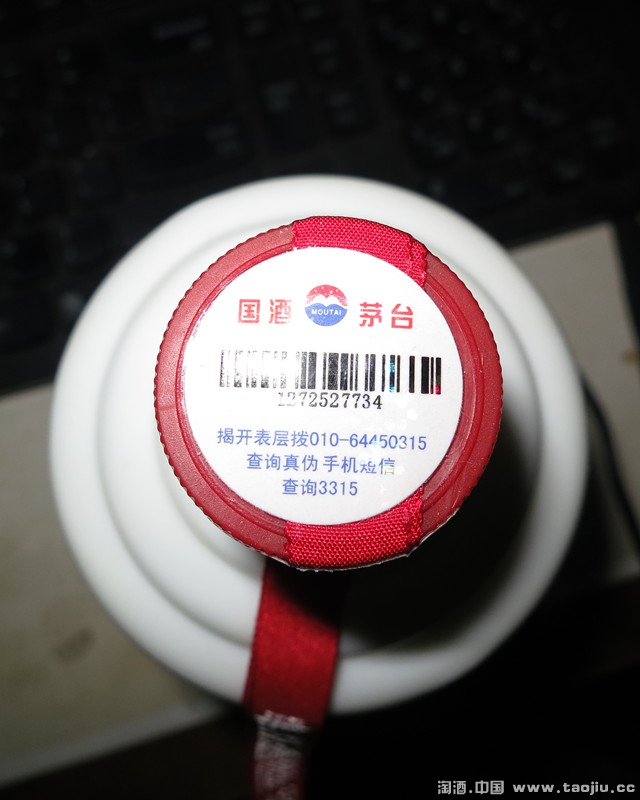 国酒 MOUTAI 茅台
1272527734
揭开表层拨010-64450315
查询真伪 手机短信
查询3315
淘酒.中国 www.taojiu.cc